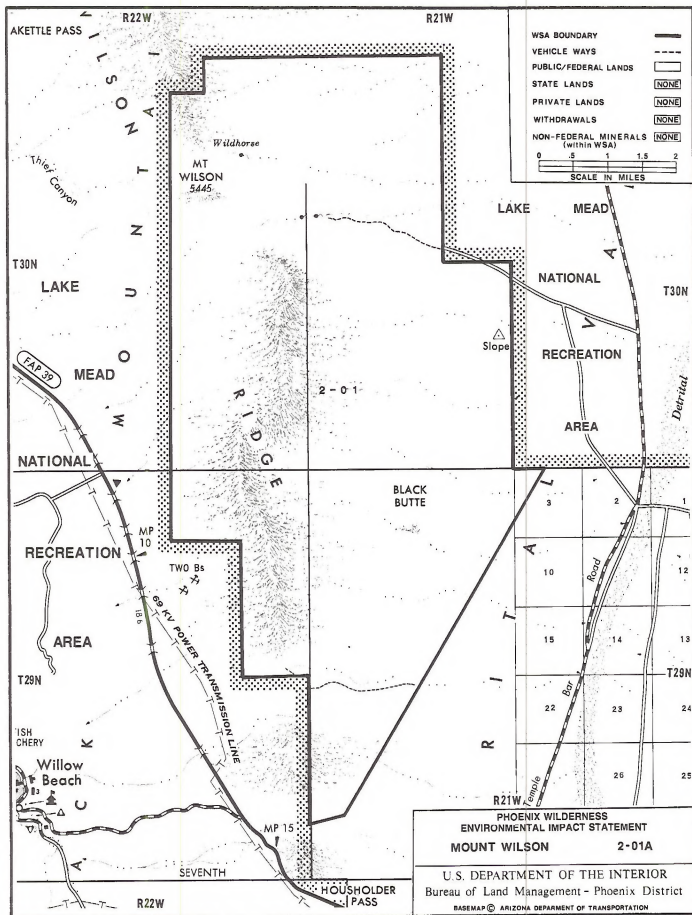 R22W
R21W
AKETTLE PASS
WILSON MOUNTAI
WSA BOUNDARY
VEHICLE WAYS
PUBLIC/FEDERAL LANDS
STATE LANDS NONE
PRIVATE LANDS NONE
WITHDRAWALS NONE
NON-FEDERAL MINERALS NONE
(within WSA)
0 .5 1 1.5 2
SCALE IN MILES
Wildhorse
MT
WILSON
5445
Thief Canyon
LAKE MEAD
T30N
T30N
LAKE
NATIONAL
MEAD
FAP 39
Slope
RECREATION
Detrital
2-01
RIDGE
AREA
NATIONAL
BLACK
BUTTE
3 2 1
MP
10
RECREATION
TWO Bs
10
12
Road
69 KV POWER TRANSMISSION LINE
AREA
15 14 13
T29N
T29N
Bar
22 23 24
ISH
CHERY
Willow
Beach
26 25
R21W
Temple
MP 15
SEVENTH
HOUSHOLDER
PASS
R22W
PHOENIX WILDERNESS
ENVIRONMENTAL IMPACT STATEMENT
MOUNT WILSON 2-01A
U.S. DEPARTMENT OF THE INTERIOR
Bureau of Land Management - Phoenix District
BASEMAP © ARIZONA DEPARTMENT OF TRANSPORTATION